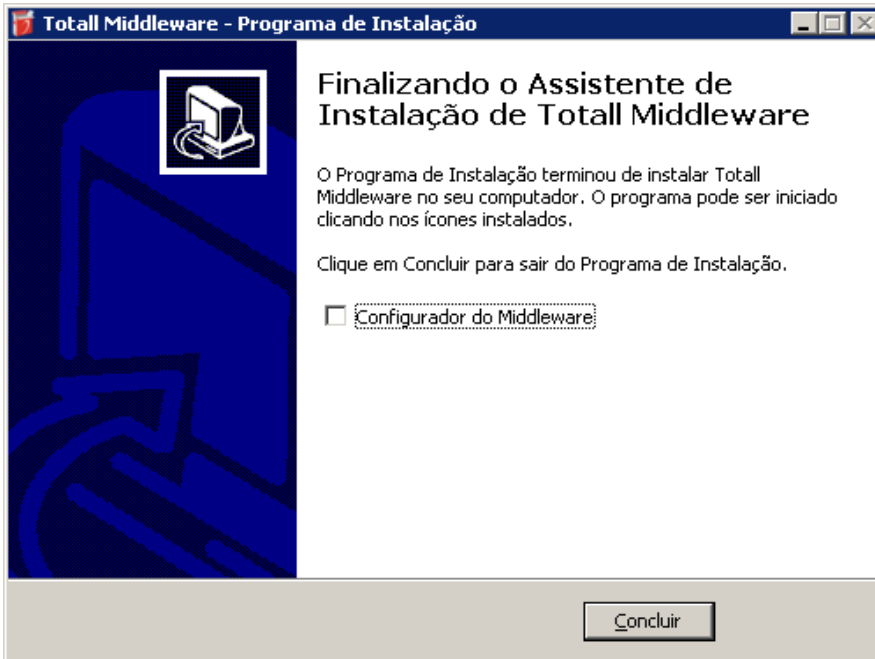 Totall Middleware - Programa de Instalação
Finalizando o Assistente de
Instalação de Totall Middleware
O Programa de Instalação terminou de instalar Totall
Middleware no seu computador. O programa pode ser iniciado
clicando nos ícones instalados.
Clique em Concluir para sair do Programa de Instalação.
Configurador do Middleware
Concluir